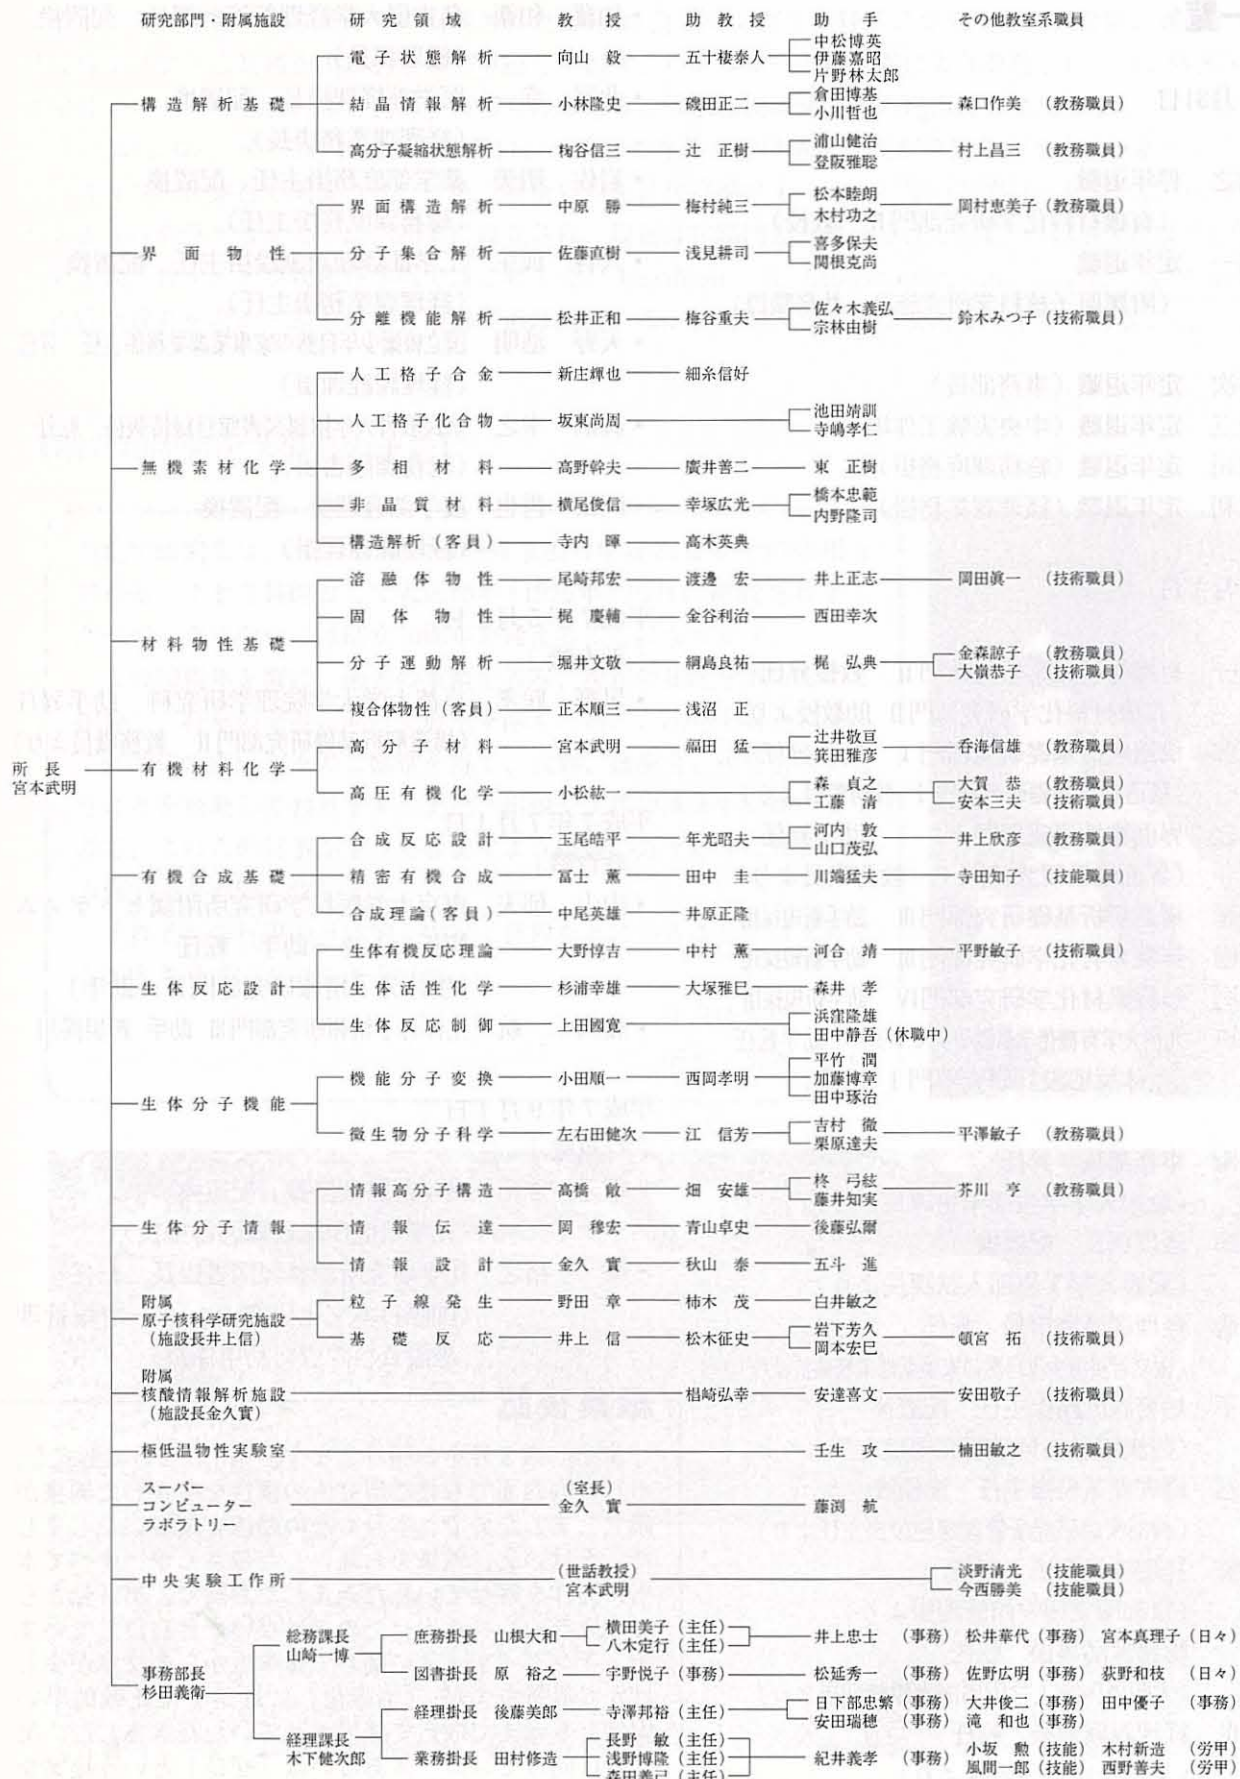 一覧
研究部門・附属施設 研究領域 教授 助教授 助手 その他教室系職員
電子状態解析 向山 毅 五十棲泰人 中松博英
伊藤嘉昭
片野林太郎
構造解析基礎 結晶情報解析 小林隆史 磯田正二 倉田博基
小川哲也 森口作美 (教務職員)
高分子凝縮状態解析 梅谷信三 辻 正樹 浦山健治
登阪雅聡 村上昌三 (教務職員)
界面構造解析 中原 勝 梅村純三 松本睦朗
木村功之 岡村恵美子 (教務職員)
界面物性 分子集合解析 佐藤直樹 浅見耕司 喜多保夫
関根克尚
分離機能解析 松井正和 梅谷重夫 佐々木義弘
宗林由樹 鈴木みつ子 (技術職員)
人工格子合金 新庄輝也 細糸信好
人工格子化合物 坂東尚周 池田靖訓
寺嶋孝仁
無機素材化学 多相材料 高野幹夫 廣井善二 東 正樹
非晶質材料 横尾俊信 幸塚広光 橋本忠範
内野隆司
構造解析 (客員) 寺内 暉 高木英典
溶融体物性 尾崎邦宏 渡邊 宏 井上正志 岡田眞一 (技術職員)
固体物性 梶 慶輔 金谷利治 西田幸次
材料物性基礎 分子運動解析 堀井文敬 綱島良祐 梶 弘典 金森諒子 (教務職員)
大嶺恭子 (技術職員)
複合体物性 (客員) 正本順三 浅沼 正
高分子材料 宮本武明 福田 猛 辻井敬亘
箕田雅彦 呑海信雄 (教務職員)
所長
宮本武明
有機材料化学
高圧有機化学 小松紘一 森 貞之
工藤 清 大賀 恭 (教務職員)
安本三夫 (技術職員)
合成反応設計 玉尾皓平 年光昭夫 河内 敦
山口茂弘 井上欣彦 (教務職員)
有機合成基礎 精密有機合成 冨士 薫 田中 圭 川端猛夫 寺田知子 (技能職員)
合成理論 (客員) 中尾英雄 井原正隆
生体有機反応理論 大野惇吉 中村 薫 河合 靖 平野敏子 (技術職員)
生体反応設計 生体活性化学 杉浦幸雄 大塚雅巳 森井 孝
生体反応制御 上田國寛 浜窪隆雄
田中静吾 (休職中)
生体分子機能 機能分子変換 小田順一 西岡孝明 平竹 潤
加藤博章
田中琢治
微生物分子科学 左右田健次 江 信芳 吉村 徹
栗原達夫 平澤敏子 (教務職員)
情報高分子構造 高橋 敏 畑 安雄 柊 弓絃
藤井知実 芥川 亨 (教務職員)
生体分子情報 情報伝達 岡 穆宏 青山卓史 後藤弘爾
情報設計 金久 實 秋山 泰 五斗 進
附属
原子核科学研究施設
(施設長井上信)
粒子線発生 野田 章 柿木 茂 白井敏之
基礎反応 井上 信 松木征史 岩下芳久
岡本宏巳 頓宮 拓 (技術職員)
附属
核酸情報解析施設
(施設長金久實)
椙崎弘幸 安達喜文 安田敬子 (技術職員)
極低温物性実験室 壬生 攻 楠田敏之 (技術職員)
スーパー
コンピューター
ラボラトリー
(室長)
金久 實 藤渕 航
中央実験工作所 (世話教授)
宮本武明 淡野清光 (技能職員)
今西勝美 (技能職員)
事務部長
杉田義衛
総務課長
山崎一博
庶務掛長 山根大和 横田美子 (主任)
八木定行 (主任) 井上忠士 (事務) 松井華代 (事務) 宮本真理子 (日々)
図書掛長 原 裕之 宇野悦子 (事務) 松延秀一 (事務) 佐野広明 (事務) 荻野和枝 (日々)
経理課長
木下健次郎
経理掛長 後藤美郎 寺澤邦裕 (主任) 日下部忠繁 (事務) 大井俊二 (事務) 田中優子 (事務)
安田瑞穂 (事務) 滝 和也 (事務)
業務掛長 田村修造 長野 敏 (主任)
浅野博隆 (主任)
森田善己 (主任)
紀井義孝 (事務) 小坂 勲 (技能) 木村新造 (労甲)
風間一郎 (技能) 西野善夫 (労甲)